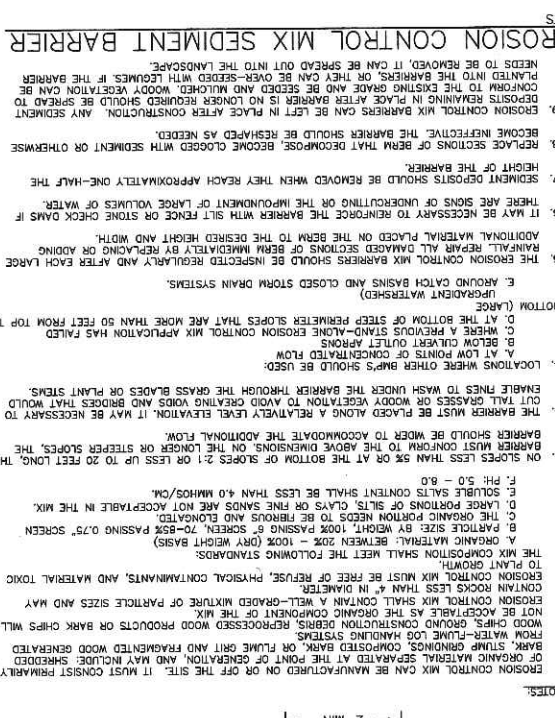 2' MIN.
NOTES:
EROSION CONTROL MIX CAN BE MANUFACTURED ON OR OFF THE SITE. IT MUST CONSIST PRIMARILY
OF ORGANIC MATERIAL SEPARATED AT THE POINT OF GENERATION, AND MAY INCLUDE: SHREDDED
BARK, STUMP GRINDINGS, COMPOSTED BARK, OR FLUME GRIT AND FRAGMENTED WOOD GENERATED
FROM WATER-FLUME LOG HANDLING SYSTEMS.
WOOD CHIPS, GROUND CONSTRUCTION DEBRIS, REPROCESSED WOOD PRODUCTS OR BARK CHIPS WILL
NOT BE ACCEPTABLE AS THE ORGANIC COMPONENT OF THE MIX.
EROSION CONTROL MIX SHALL CONTAIN A WELL-GRADED MIXTURE OF PARTICLE SIZES AND MAY
CONTAIN ROCKS LESS THAN 4" IN DIAMETER.
EROSION CONTROL MIX MUST BE FREE OF REFUSE, PHYSICAL CONTAMINANTS, AND MATERIAL TOXIC
TO PLANT GROWTH.
THE MIX COMPOSITION SHALL MEET THE FOLLOWING STANDARDS:
A. ORGANIC MATERIAL: BETWEEN 20% - 100% (DRY WEIGHT BASIS)
B. PARTICLE SIZE: BY WEIGHT, 100% PASSING 6" SCREEN, 70-85% PASSING 0.75" SCREEN
C. THE ORGANIC PORTION NEEDS TO BE FIBROUS AND ELONGATED.
D. LARGE PORTIONS OF SILTS, CLAYS OR FINE SANDS ARE NOT ACCEPTABLE IN THE MIX.
E. SOLUBLE SALTS CONTENT SHALL BE LESS THAN 4.0 MMHOS/CM.
F. PH: 5.0 - 8.0
. ON SLOPES LESS THAN 5% OR AT THE BOTTOM OF SLOPES 2:1 OR LESS UP TO 20 FEET LONG, TH
BARRIER MUST CONFORM TO THE ABOVE DIMENSIONS. ON THE LONGER OR STEEPER SLOPES, THE
BARRIER SHOULD BE WIDER TO ACCOMMODATE THE ADDITIONAL FLOW.
. THE BARRIER MUST BE PLACED ALONG A RELATIVELY LEVEL ELEVATION. IT MAY BE NECESSARY TO
CUT TALL GRASSES OR WOODY VEGETATION TO AVOID CREATING VOIDS AND BRIDGES THAT WOULD
ENABLE FINES TO WASH UNDER THE BARRIER THROUGH THE GRASS BLADES OR PLANT STEMS.
. LOCATIONS WHERE OTHER BMP'S SHOULD BE USED:
A. AT LOW POINTS OF CONCENTRATED FLOW
B. BELOW CULVERT OUTLET APRONS
C. WHERE A PREVIOUS STAND-ALONE EROSION CONTROL MIX APPLICATION HAS FAILED
D. AT THE BOTTOM OF STEEP PERIMETER SLOPES THAT ARE MORE THAN 50 FEET FROM TOP T
BOTTOM (LARGE
UPGRADIENT WATERSHED)
E. AROUND CATCH BASINS AND CLOSED STORM DRAIN SYSTEMS.
. THE EROSION CONTROL MIX BARRIERS SHOULD BE INSPECTED REGULARLY AND AFTER EACH LARGE
RAINFALL. REPAIR ALL DAMAGED SECTIONS OF BERM IMMEDIATELY BY REPLACING OR ADDING
ADDITIONAL MATERIAL PLACED ON THE BERM TO THE DESIRED HEIGHT AND WIDTH.
. IT MAY BE NECESSARY TO REINFORCE THE BARRIER WITH SILT FENCE OR STONE CHECK DAMS IF
THERE ARE SIGNS OF UNDERCUTTING OR THE IMPOUNDMENT OF LARGE VOLUMES OF WATER.
7. SEDIMENT DEPOSITS SHOULD BE REMOVED WHEN THEY REACH APPROXIMATELY ONE-HALF THE
HEIGHT OF THE BARRIER.
8. REPLACE SECTIONS OF BERM THAT DECOMPOSE, BECOME CLOGGED WITH SEDIMENT OR OTHERWISE
BECOME INEFFECTIVE. THE BARRIER SHOULD BE RESHAPED AS NEEDED.
9. EROSION CONTROL MIX BARRIERS CAN BE LEFT IN PLACE AFTER CONSTRUCTION. ANY SEDIMENT
DEPOSITS REMAINING IN PLACE AFTER BARRIER IS NO LONGER REQUIRED SHOULD BE SPREAD TO
CONFORM TO THE EXISTING GRADE AND BE SEEDED AND MULCHED. WOODY VEGETATION CAN BE
PLANTED INTO THE BARRIERS, OR THEY CAN BE OVER-SEEDED WITH LEGUMES. IF THE BARRIER
NEEDS TO BE REMOVED, IT CAN BE SPREAD OUT INTO THE LANDSCAPE.
EROSION CONTROL MIX SEDIMENT BARRIER